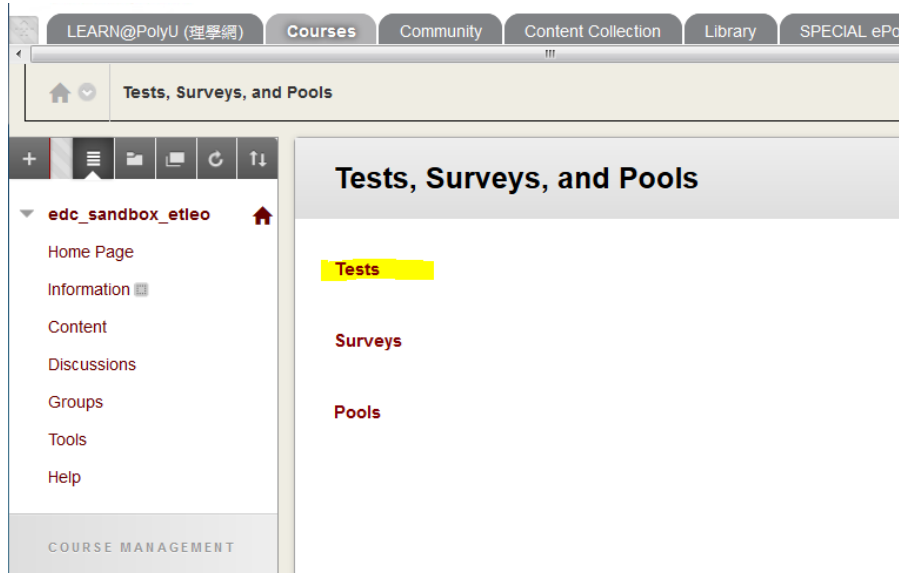 LEARN@PolyU (理學網) Courses Community Content Collection Library SPECIAL ePo
Tests, Surveys, and Pools
Tests, Surveys, and Pools
edc_sandbox_etleo
Home Page
Information
Content
Discussions
Groups
Tools
Help
COURSE MANAGEMENT
Tests
Surveys
Pools